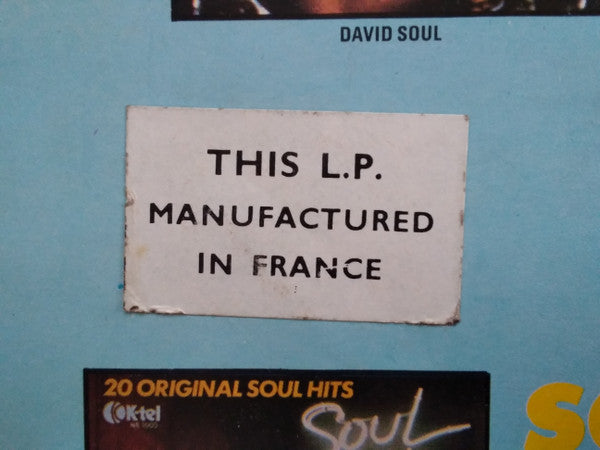 DAVID SOUL
THIS L.P.
MANUFACTURED
IN FRANCE
20 ORIGINAL SOUL HITS
K-tel
SOUL